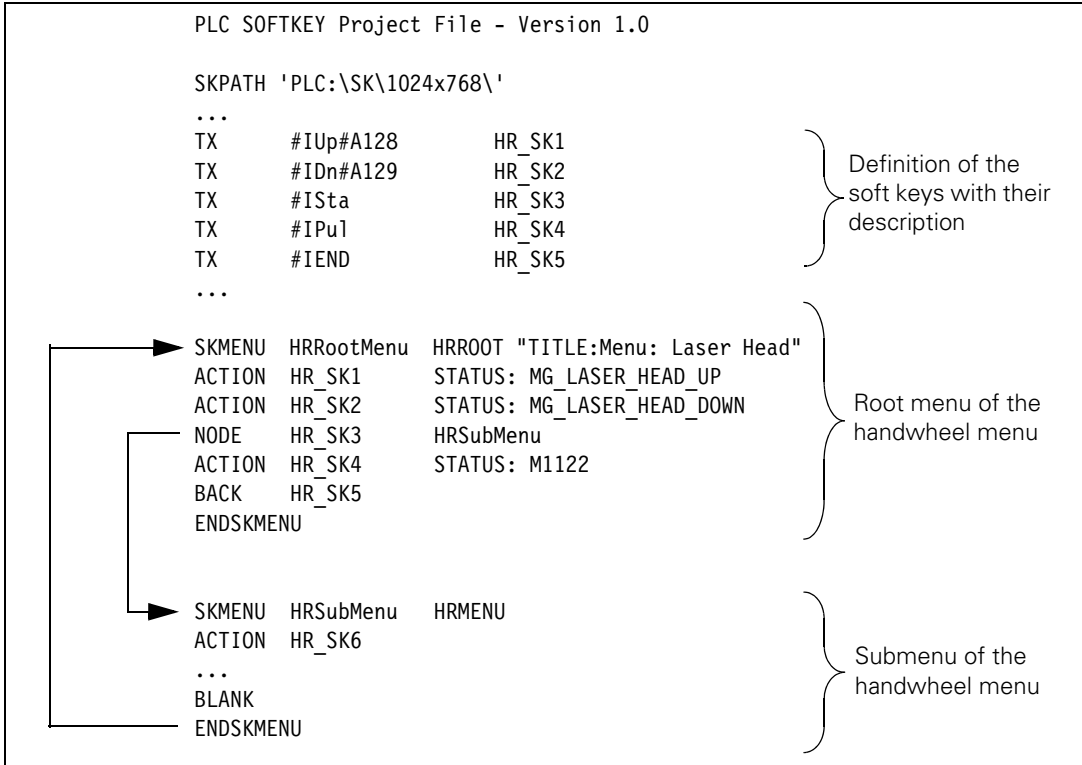 PLC SOFTKEY Project File - Version 1.0
SKPATH 'PLC:\SK\1024x768\'
...
TX #IUp#A128 HR_SK1
TX #IDn#A129 HR_SK2
TX #ISta HR_SK3
TX #IPul HR_SK4
TX #IEND HR_SK5
...
Definition of the
soft keys with their
description
SKMENU HRRootMenu HRROOT "TITLE:Menu: Laser Head"
ACTION HR_SK1 STATUS: MG_LASER_HEAD_UP
ACTION HR_SK2 STATUS: MG_LASER_HEAD_DOWN
NODE HR_SK3 HRSubMenu
ACTION HR_SK4 STATUS: M1122
BACK HR_SK5
ENDSKMENU
Root menu of the
handwheel menu
SKMENU HRSubMenu HRMENU
ACTION HR_SK6
...
BLANK
ENDSKMENU
Submenu of the
handwheel menu